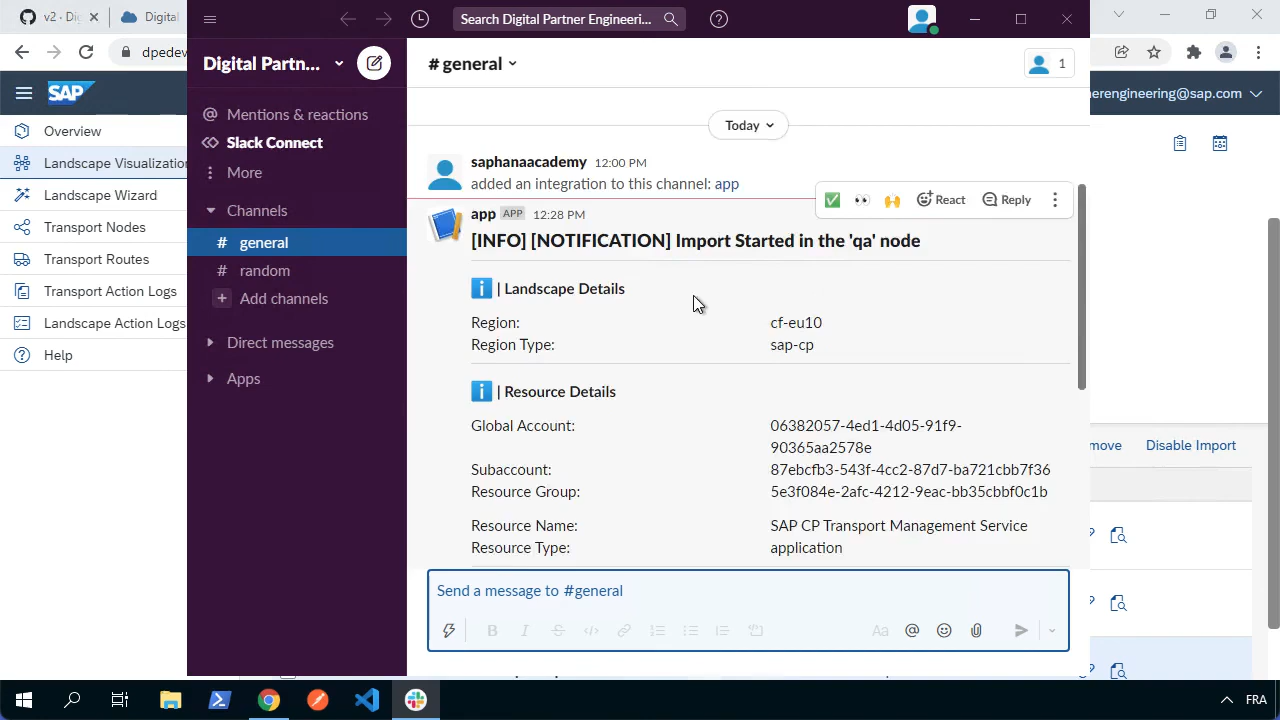 v2 · Di
Digital
Search Digital Partner Engineeri...
dpedev
SAP
Overview
Landscape Visualizatio
Landscape Wizard
Transport Nodes
Transport Routes
Transport Action Logs
Landscape Action Logs
Help
Digital Partn...
Mentions & reactions
Slack Connect
More
Channels
# general
# random
+ Add channels
Direct messages
Apps
# general
1
Today
saphanaacademy 12:00 PM
added an integration to this channel: app
React
Reply
app APP 12:28 PM
[INFO] [NOTIFICATION] Import Started in the 'qa' node
| Landscape Details
Region: cf-eu10
Region Type: sap-cp
| Resource Details
Global Account: 06382057-4ed1-4d05-91f9-
90365aa2578e
Subaccount: 87ebcfb3-543f-4cc2-87d7-ba721cbb7f36
Resource Group: 5e3f084e-2afc-4212-9eac-bb35cbbf0c1b
Resource Name: SAP CP Transport Management Service
Resource Type: application
Send a message to #general
Aa
nerengineering@sap.com
move
Disable Import
FRA